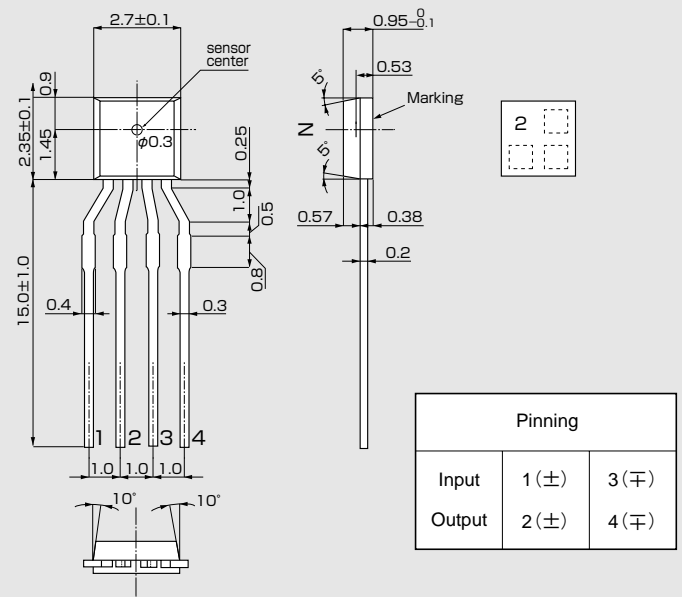 2.7±0.1
sensor
center
0.9
2.35±0.1
1.45
φ0.3
0.25
1.0
0.5
0.8
15.0±1.0
0.4
0.3
1 2 3 4
1.0 1.0 1.0
10° 10°
0.95 0 -0.1
0.53
5°
Marking
N
5°
0.57 0.38
0.2
2
Pinning
Input 1(±) 3(∓)
Output 2(±) 4(∓)